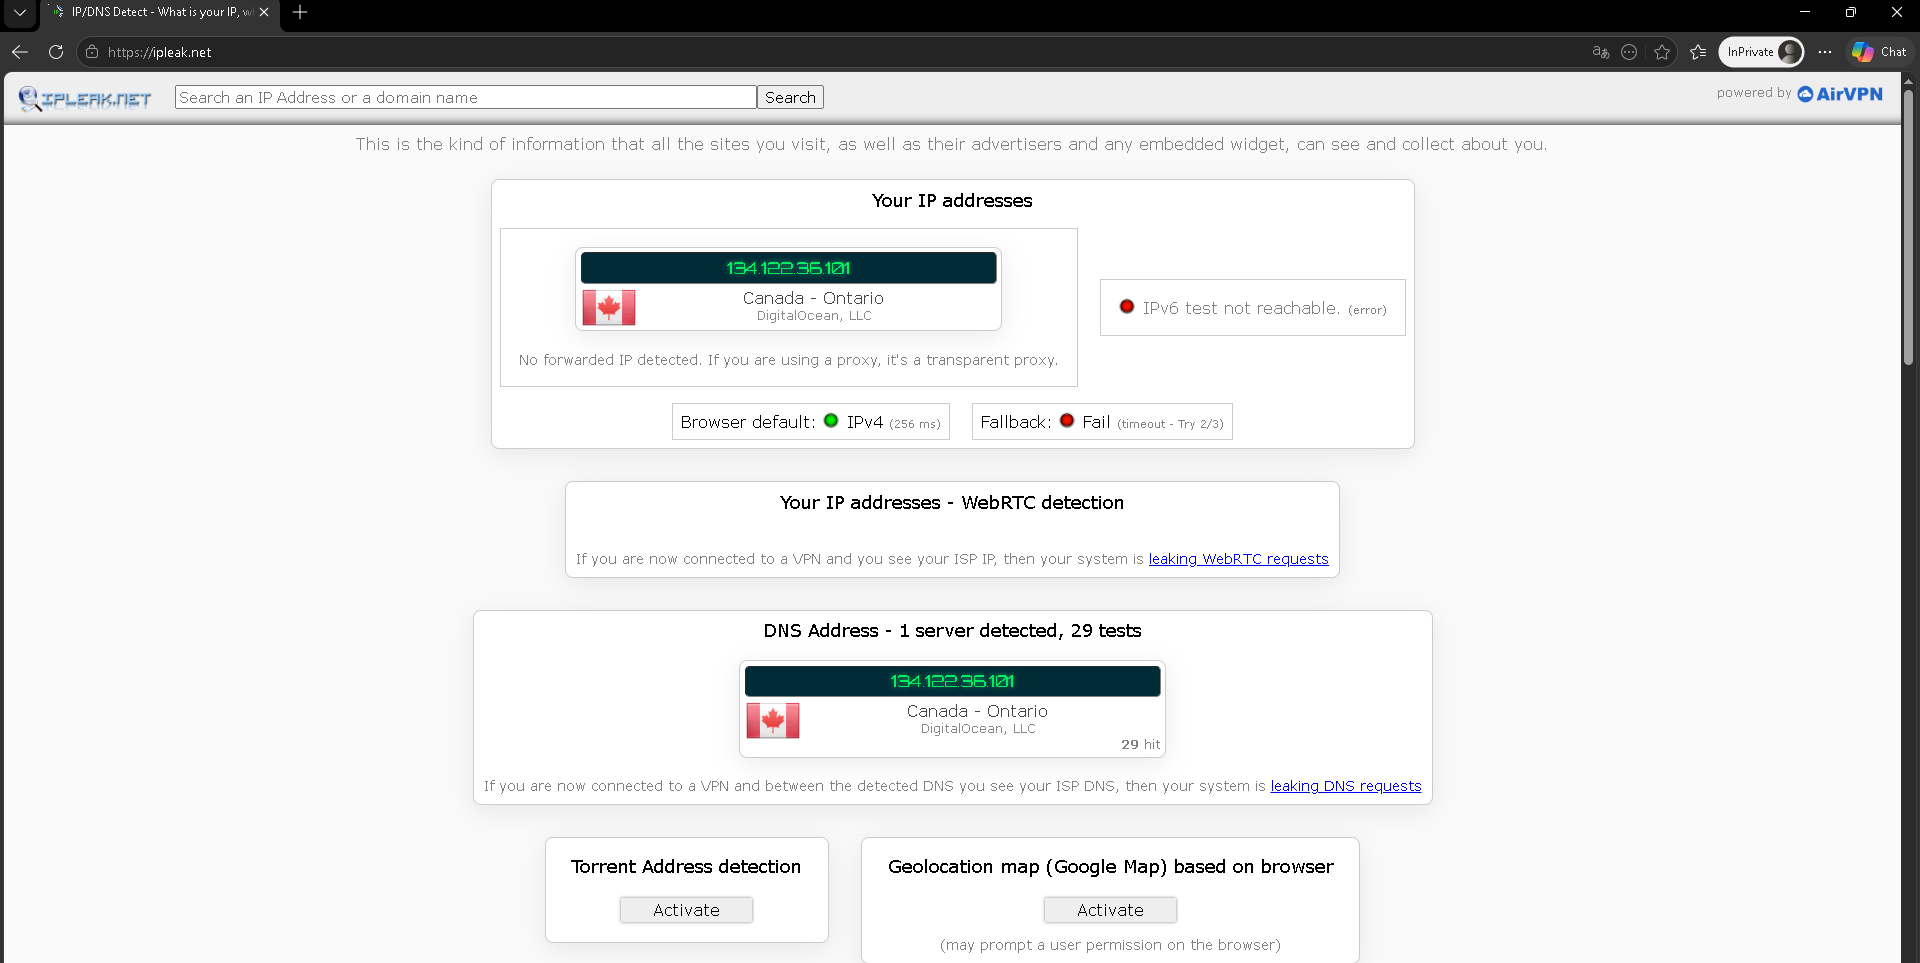 IP/DNS Detect - What is your IP, w
https://ipleak.net
InPrivate
Chat
IPLEAK.NET
Search an IP Address or a domain name
Search
powered by AirVPN
This is the kind of information that all the sites you visit, as well as their advertisers and any embedded widget, can see and collect about you.
Your IP addresses
134.122.36.101
Canada - Ontario
DigitalOcean, LLC
No forwarded IP detected. If you are using a proxy, it's a transparent proxy.
IPv6 test not reachable. (error)
Browser default: IPv4 (256 ms)
Fallback: Fail (timeout - Try 2/3)
Your IP addresses - WebRTC detection
If you are now connected to a VPN and you see your ISP IP, then your system is leaking WebRTC requests
DNS Address - 1 server detected, 29 tests
134.122.36.101
Canada - Ontario
DigitalOcean, LLC
29 hit
If you are now connected to a VPN and between the detected DNS you see your ISP DNS, then your system is leaking DNS requests
Torrent Address detection
Activate
Geolocation map (Google Map) based on browser
Activate
(may prompt a user permission on the browser)